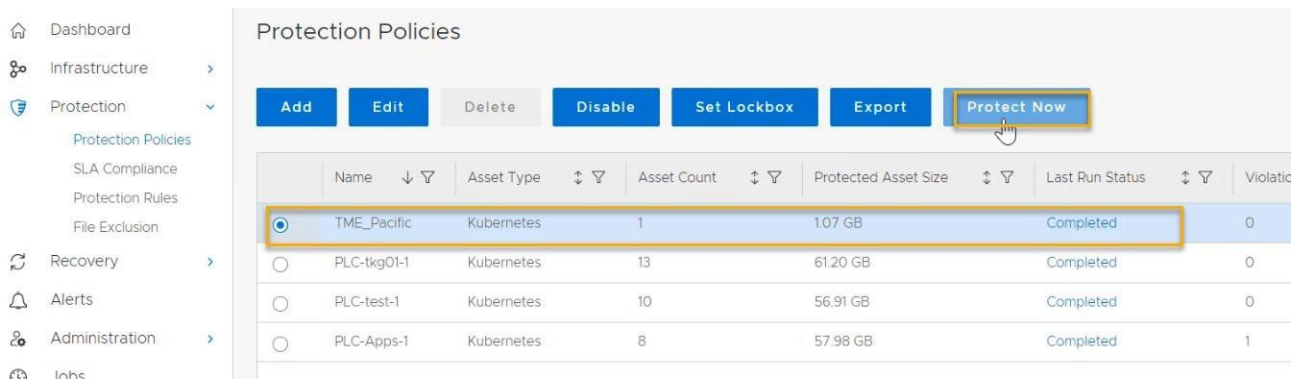 Dashboard
Infrastructure
Protection
Protection Policies
SLA Compliance
Protection Rules
File Exclusion
Recovery
Alerts
Administration
Jobs
Protection Policies
Add Edit Delete Disable Set Lockbox Export Protect Now
Name Asset Type Asset Count Protected Asset Size Last Run Status
TME_Pacific Kubernetes 1 1.07 GB Completed 0
PLC-tkg01-1 Kubernetes 13 61.20 GB Completed 0
PLC-test-1 Kubernetes 10 56.91 GB Completed 0
PLC-Apps-1 Kubernetes 8 57.98 GB Completed 1